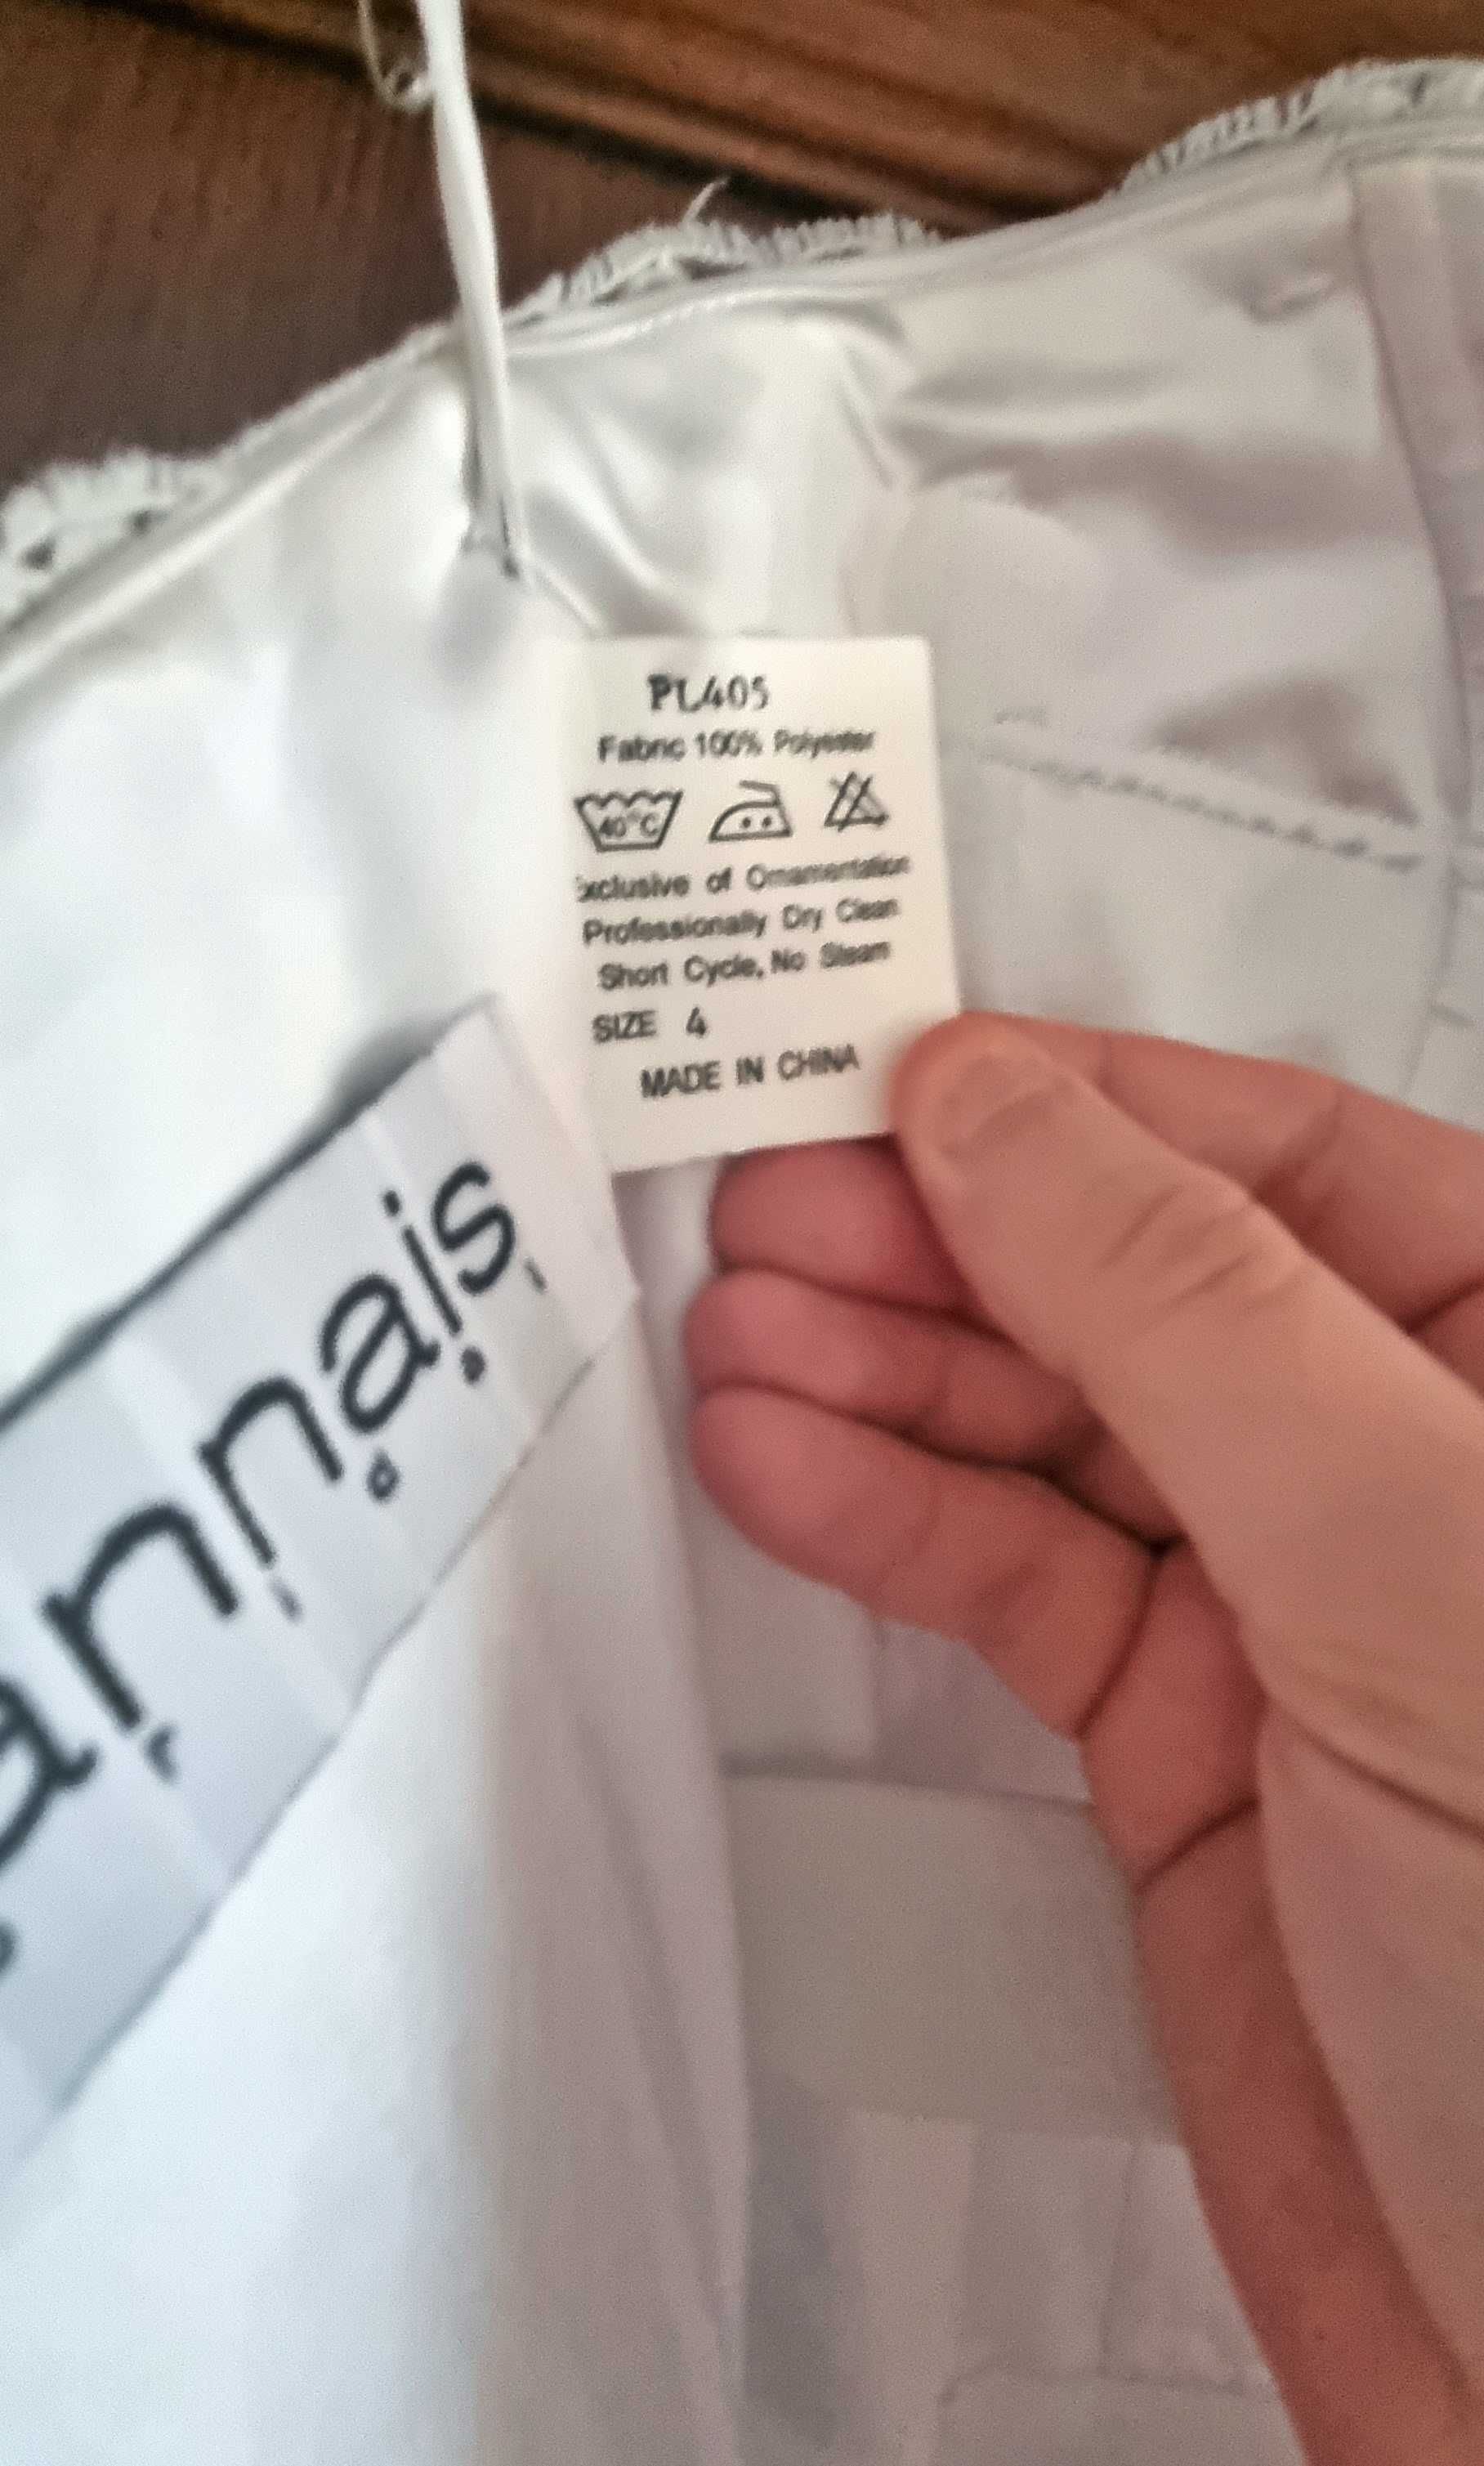 PL405
Fabric 100% Polyester
40°C
Exclusive of Ornamentation
Professionally Dry Clean
Short Cycle, No Steam
SIZE 4
MADE IN CHINA